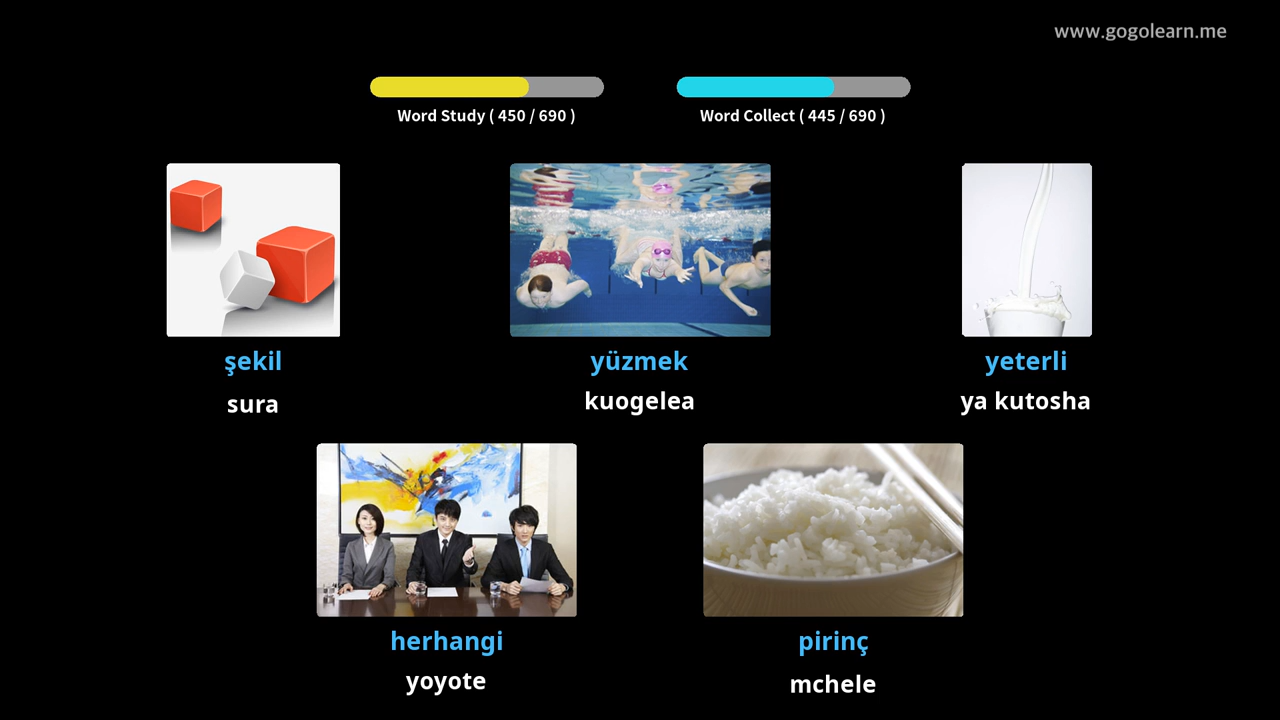 www.gogolearn.me
Word Study ( 450 / 690 )
Word Collect ( 445 / 690 )
şekil
sura
yüzmek
kuogelea
yeterli
ya kutosha
herhangi
yoyote
pirinç
mchele